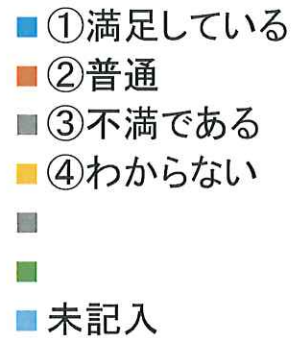 ①満足している
②普通
③不満である
④わからない
未記入